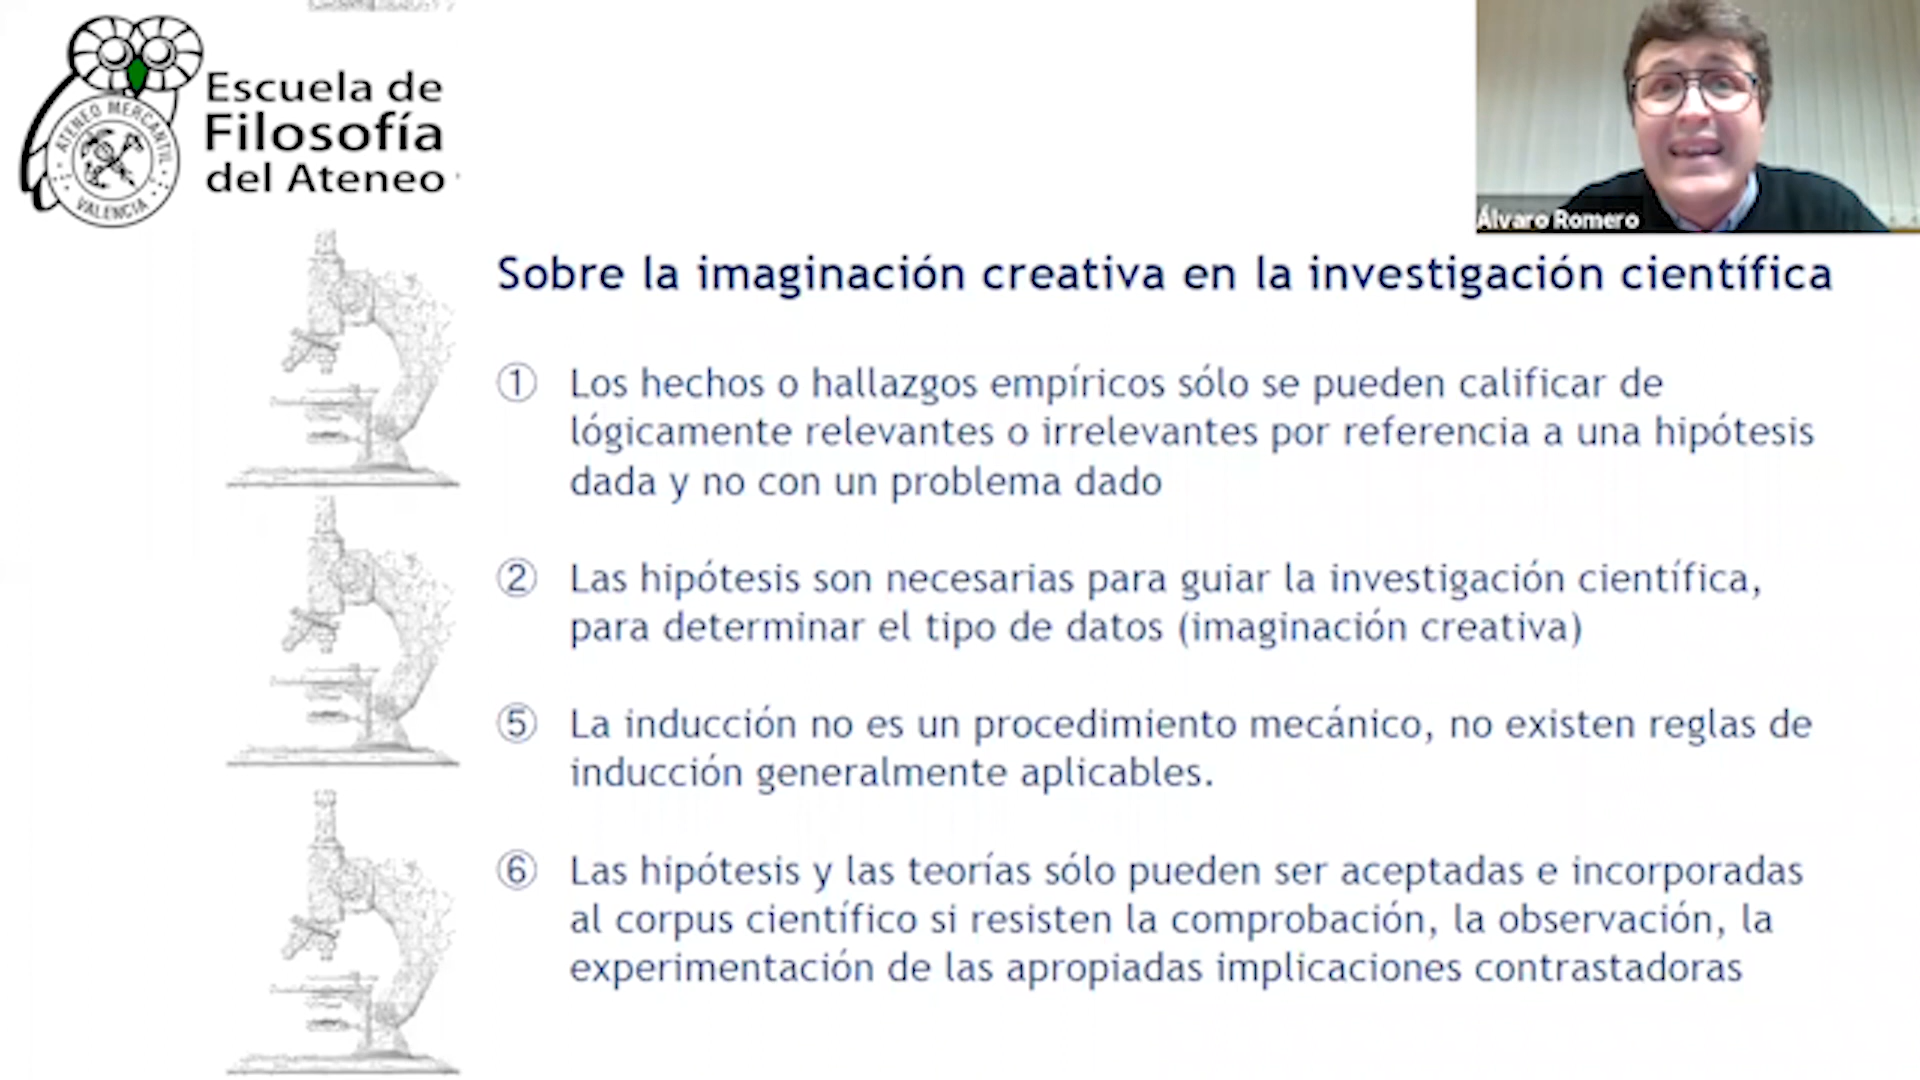 Escuela de
Filosofía
del Ateneo
ATENEO MERCANTIL
VALENCIA
Álvaro Romero
Sobre la imaginación creativa en la investigación científica
① Los hechos o hallazgos empíricos sólo se pueden calificar de
lógicamente relevantes o irrelevantes por referencia a una hipótesis
dada y no con un problema dado
② Las hipótesis son necesarias para guiar la investigación científica,
para determinar el tipo de datos (imaginación creativa)
⑤ La inducción no es un procedimiento mecánico, no existen reglas de
inducción generalmente aplicables.
⑥ Las hipótesis y las teorías sólo pueden ser aceptadas e incorporadas
al corpus científico si resisten la comprobación, la observación, la
experimentación de las apropiadas implicaciones contrastadoras